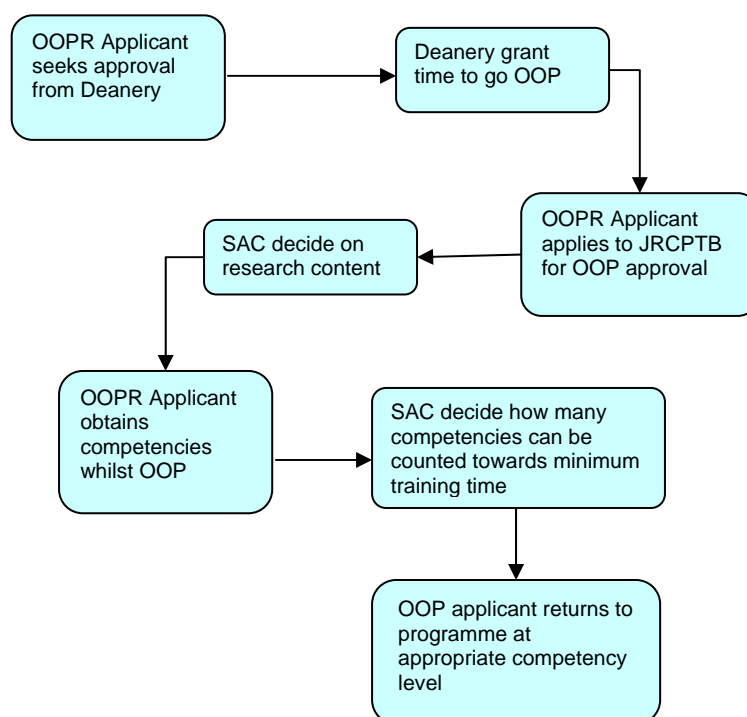 OOPR Applicant
seeks approval
from Deanery
Deanery grant
time to go OOP
OOPR Applicant
applies to JRCPTB
for OOP approval
SAC decide on
research content
OOPR Applicant
obtains
competencies
whilst OOP
SAC decide how many
competencies can be
counted towards minimum
training time
OOP applicant returns to
programme at
appropriate competency
level